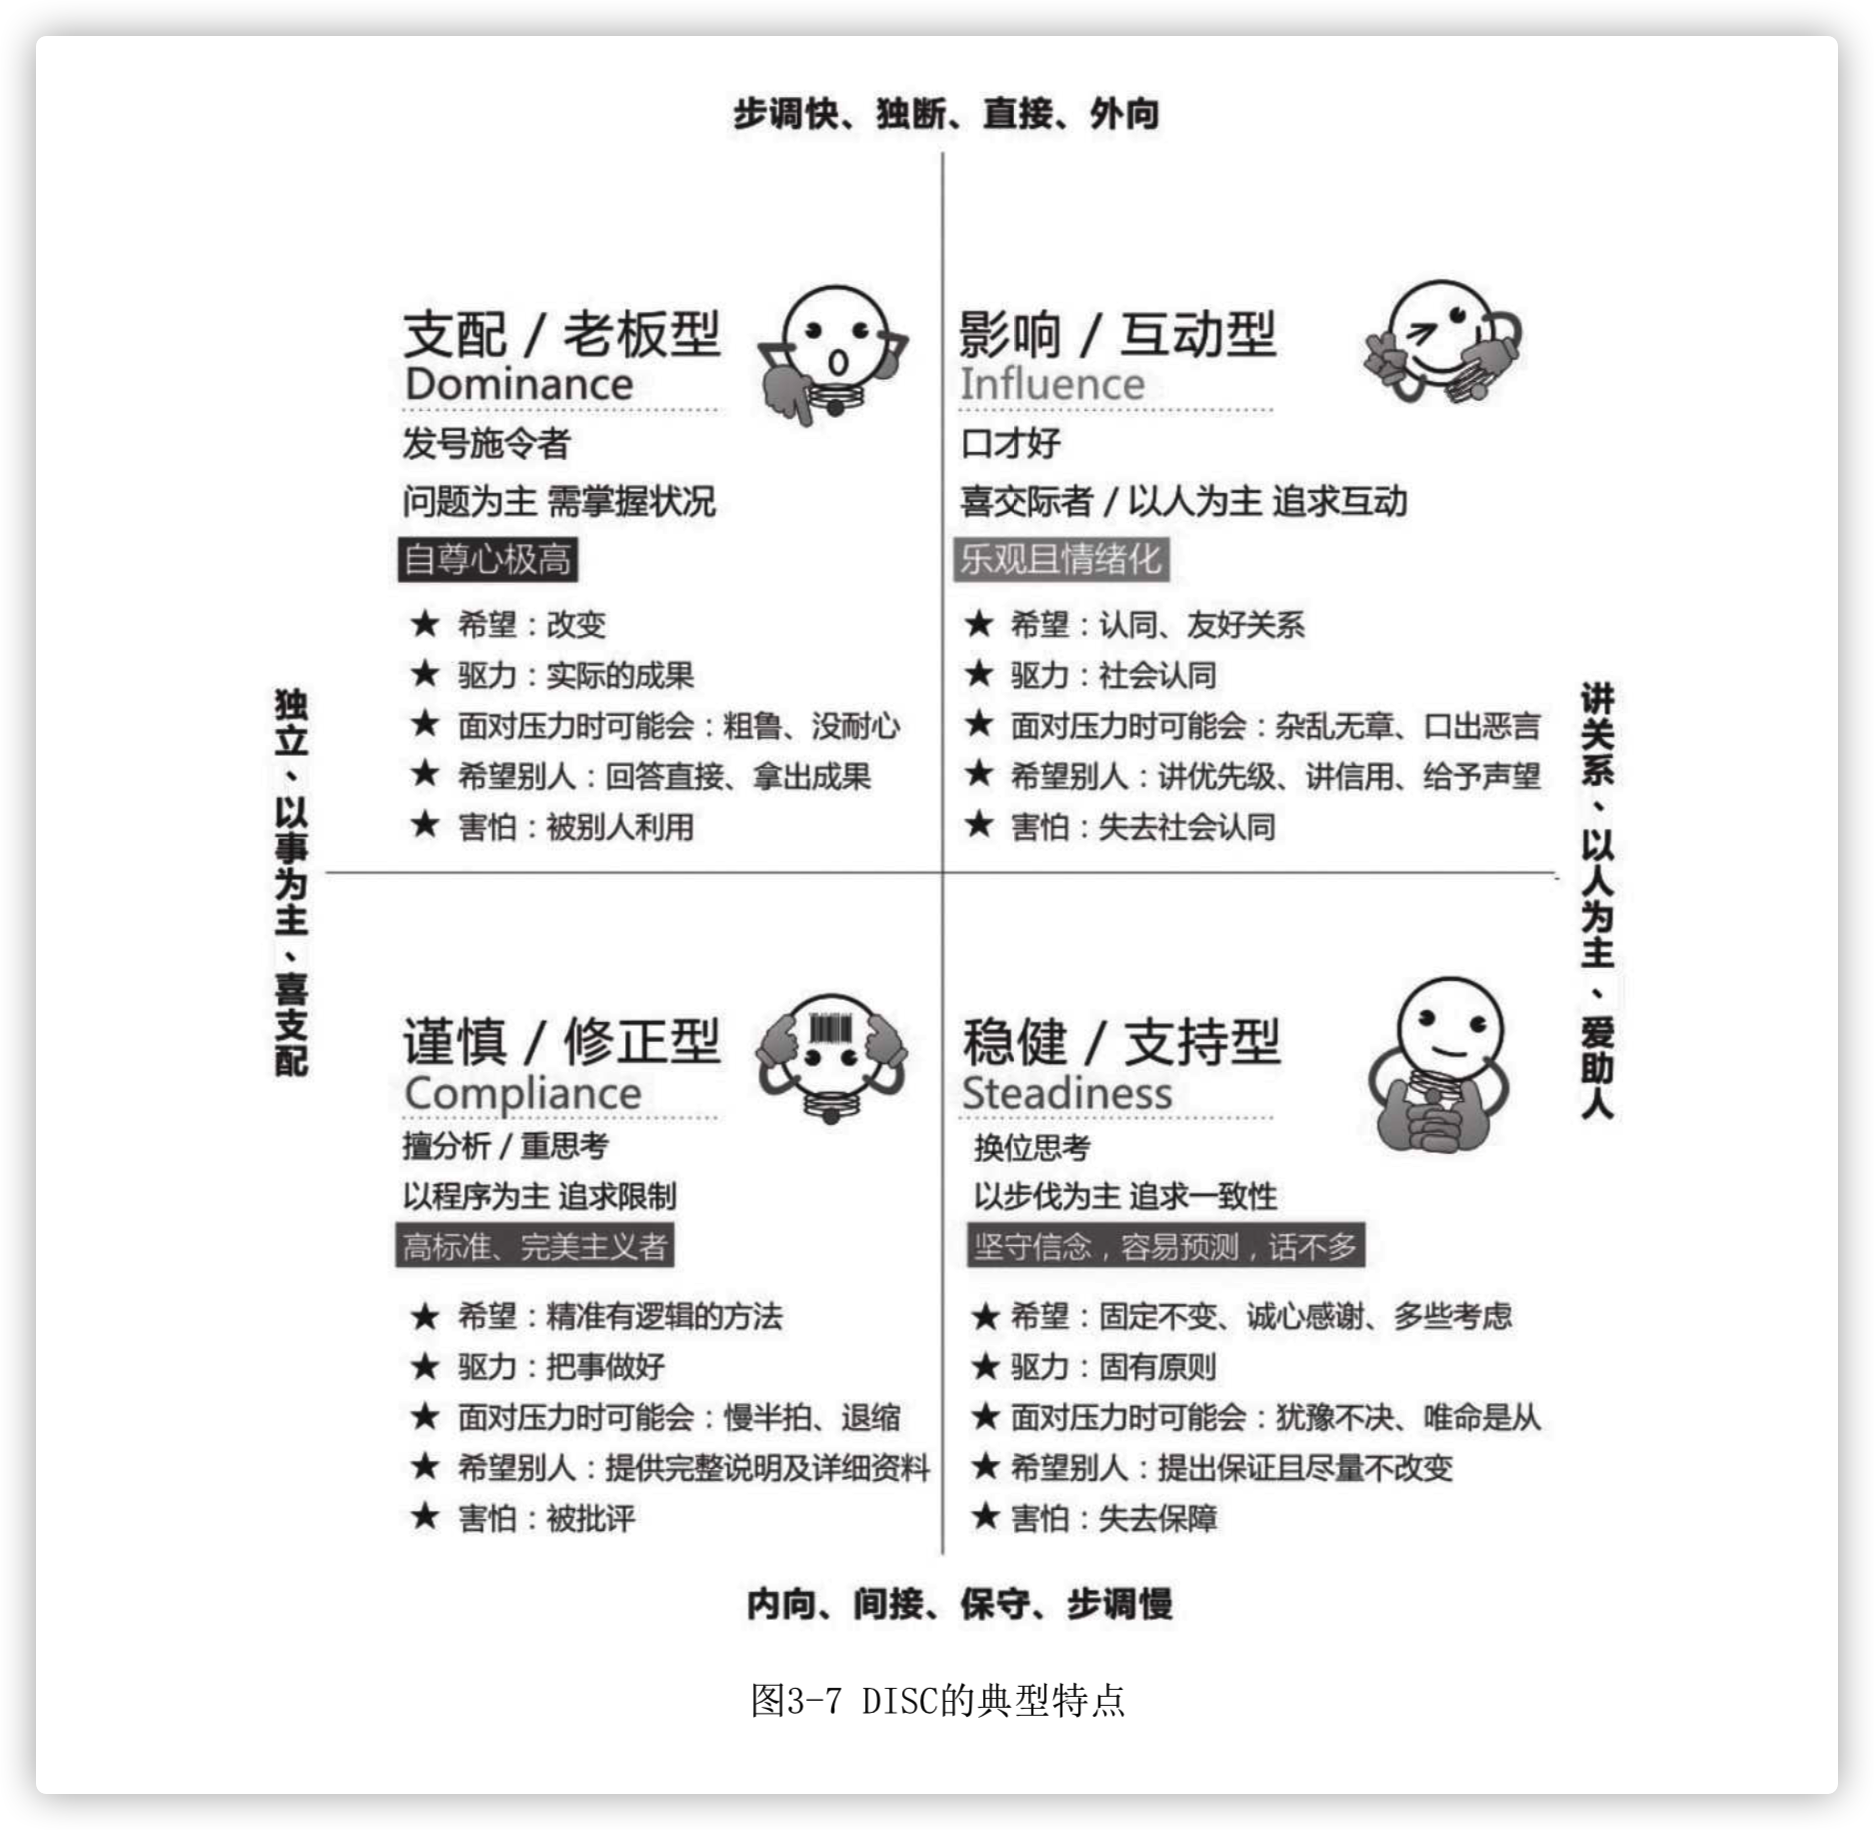 步调快、独断、直接、外向
支配 / 老板型
Dominance
发号施令者
问题为主 需掌握状况
自尊心极高
★ 希望：改变
★ 驱力：实际的成果
★ 面对压力时可能会：粗鲁、没耐心
★ 希望别人：回答直接、拿出成果
★ 害怕：被别人利用
影响 / 互动型
Influence
口才好
喜交际者 / 以人为主 追求互动
乐观且情绪化
★ 希望：认同、友好关系
★ 驱力：社会认同
★ 面对压力时可能会：杂乱无章、口出恶言
★ 希望别人：讲优先级、讲信用、给予声望
★ 害怕：失去社会认同
独立、以事为主、喜支配
讲关系、以人为主、爱助人
谨慎 / 修正型
Compliance
擅分析 / 重思考
以程序为主 追求限制
高标准、完美主义者
★ 希望：精准有逻辑的方法
★ 驱力：把事做好
★ 面对压力时可能会：慢半拍、退缩
★ 希望别人：提供完整说明及详细资料
★ 害怕：被批评
稳健 / 支持型
Steadiness
换位思考
以步伐为主 追求一致性
坚守信念，容易预测，话不多
★ 希望：固定不变、诚心感谢、多些考虑
★ 驱力：固有原则
★ 面对压力时可能会：犹豫不决、唯命是从
★ 希望别人：提出保证且尽量不改变
★ 害怕：失去保障
内向、间接、保守、步调慢
图3-7 DISC的典型特点